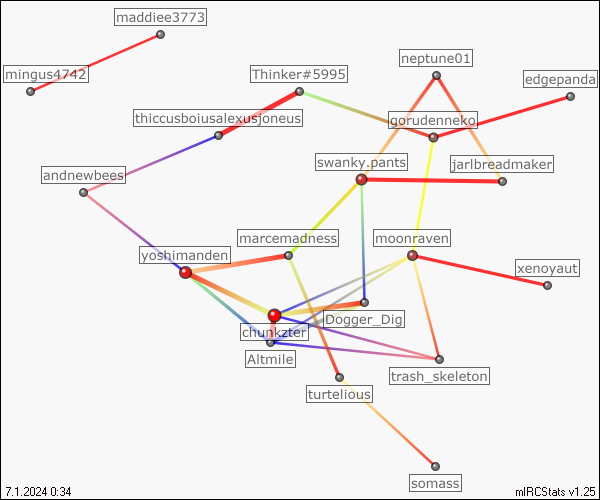 maddiee3773
mingus4742
neptune01
Thinker#5995
edgepanda
thiccusboiusalexusjoneus
gorudenneko
swanky.pants
jarlbreadmaker
andnewbees
marcemadness
moonraven
yoshimanden
xenoyaut
Dogger_Dig
chunkzter
Altmile
trash_skeleton
turtelious
somass
7.1.2024 0:34
mIRCStats v1.25